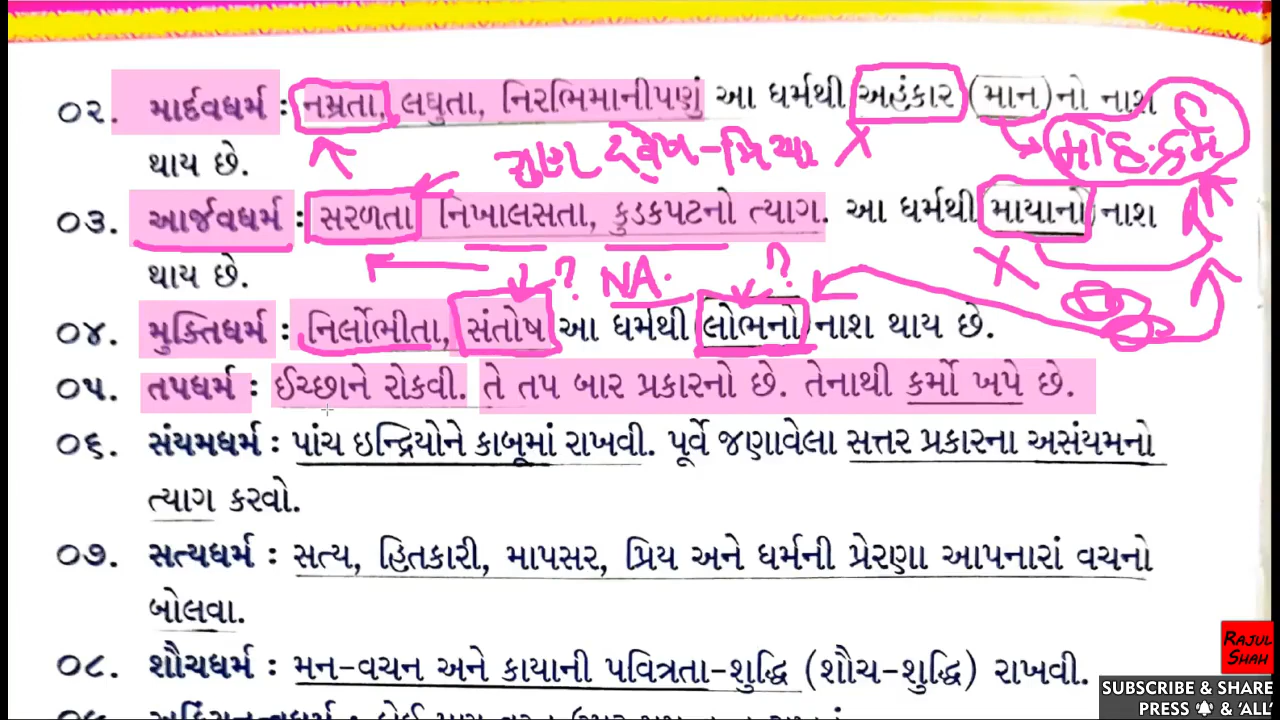 ૦૨. માર્દવધર્મ : નમ્રતા, લઘુતા, નિરભિમાનીપણું આ ધર્મથી અહંકાર (માન)નો નાશ
થાય છે.
મોહ.કર્મ
૦૩. આર્જવધર્મ : સરળતા નિખાલસતા, કુડકપટનો ત્યાગ. આ ધર્મથી માયાનો નાશ
થાય છે.
? NA. ?
૦૪. મુક્તિધર્મ : નિર્લોભીતા, સંતોષ આ ધર્મથી લોભનો નાશ થાય છે.
૦૫. તપધર્મ : ઈચ્છાને રોકવી. તે તપ બાર પ્રકારનો છે. તેનાથી કર્મો ખપે છે.
૦૬. સંયમધર્મ : પાંચ ઇન્દ્રિયોને કાબૂમાં રાખવી. પૂર્વે જણાવેલા સત્તર પ્રકારના અસંયમનો
ત્યાગ કરવો.
૦૭. સત્યધર્મ : સત્ય, હિતકારી, માપસર, પ્રિય અને ધર્મની પ્રેરણા આપનારાં વચનો
બોલવા.
૦૮. શૌચધર્મ : મન-વચન અને કાયાની પવિત્રતા-શુદ્ધિ (શૌચ-શુદ્ધિ) રાખવી.
RAJUL
SHAH
SUBSCRIBE & SHARE
PRESS & 'ALL'